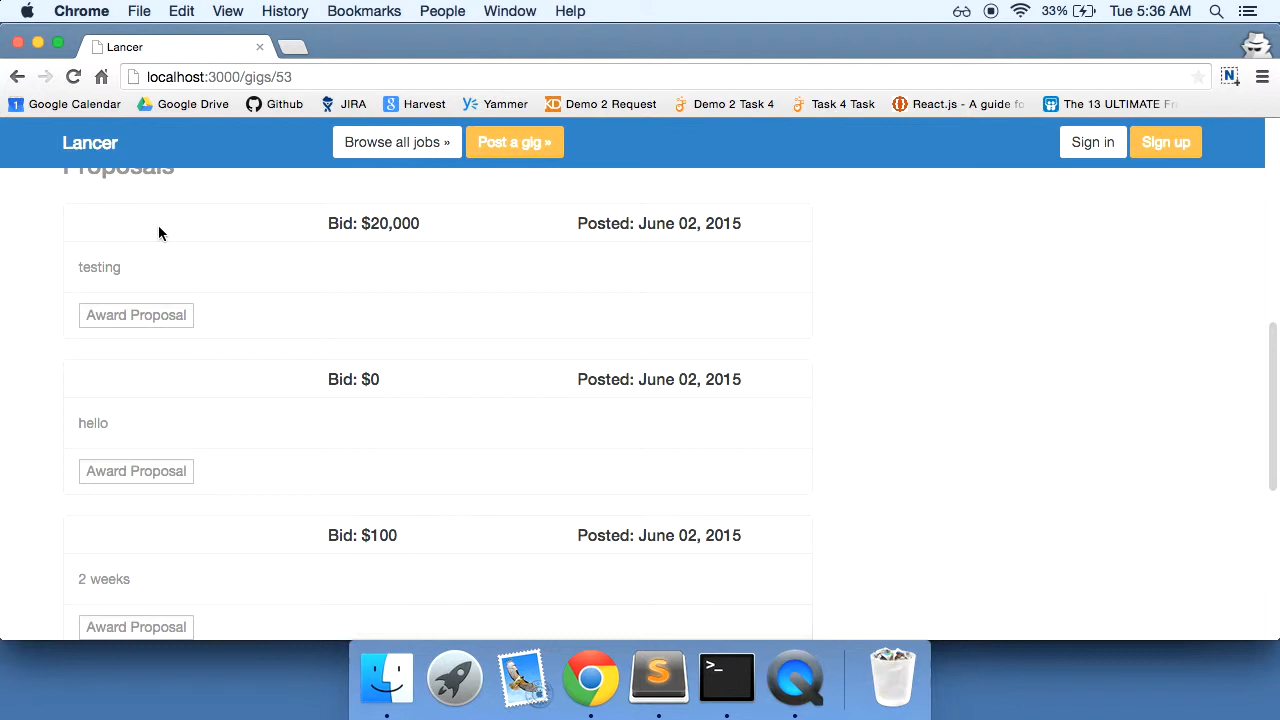 Chrome File Edit View History Bookmarks People Window Help 33% Tue 5:36 AM
Lancer
localhost:3000/gigs/53
Google Calendar Google Drive Github JIRA Harvest Yammer Demo 2 Request Demo 2 Task 4 Task 4 Task React.js - A guide fo The 13 ULTIMATE Fr
Lancer Browse all jobs » Post a gig » Sign in Sign up
Proposals
Bid: $20,000 Posted: June 02, 2015
testing
Award Proposal
Bid: $0 Posted: June 02, 2015
hello
Award Proposal
Bid: $100 Posted: June 02, 2015
2 weeks
Award Proposal